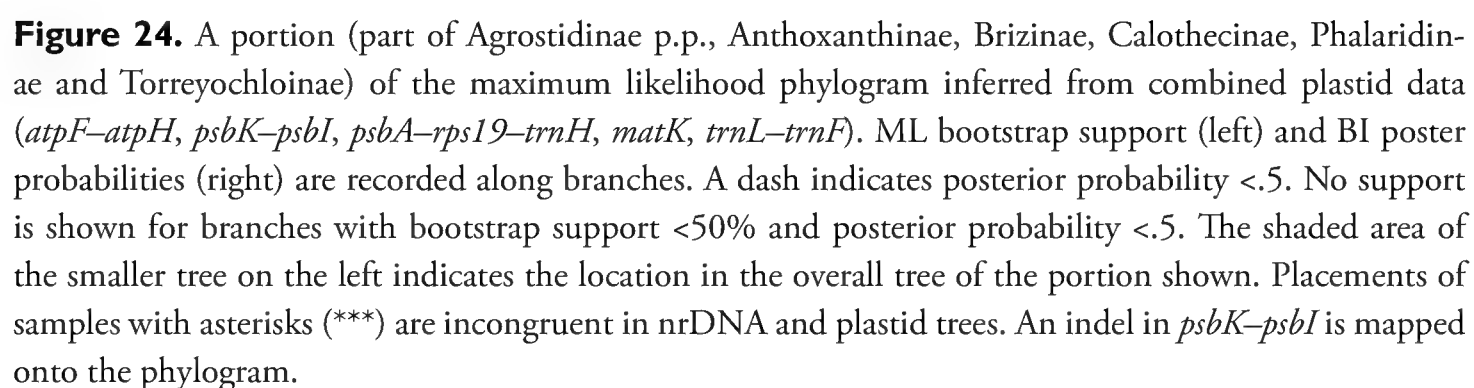 Figure 24. A portion (part of Agrostidinae p.p., Anthoxanthinae, Brizinae, Calothecinae, Phalaridin-
ae and Torreyochloinae) of the maximum likelihood phylogram inferred from combined plastid data
(atpF–atpH, psbK–psbI, psbA–rps19–trnH, matK, trnL–trnF). ML bootstrap support (left) and BI poster
probabilities (right) are recorded along branches. A dash indicates posterior probability <.5. No support
is shown for branches with bootstrap support <50% and posterior probability <.5. The shaded area of
the smaller tree on the left indicates the location in the overall tree of the portion shown. Placements of
samples with asterisks (***) are incongruent in nrDNA and plastid trees. An indel in psbK–psbI is mapped
onto the phylogram.